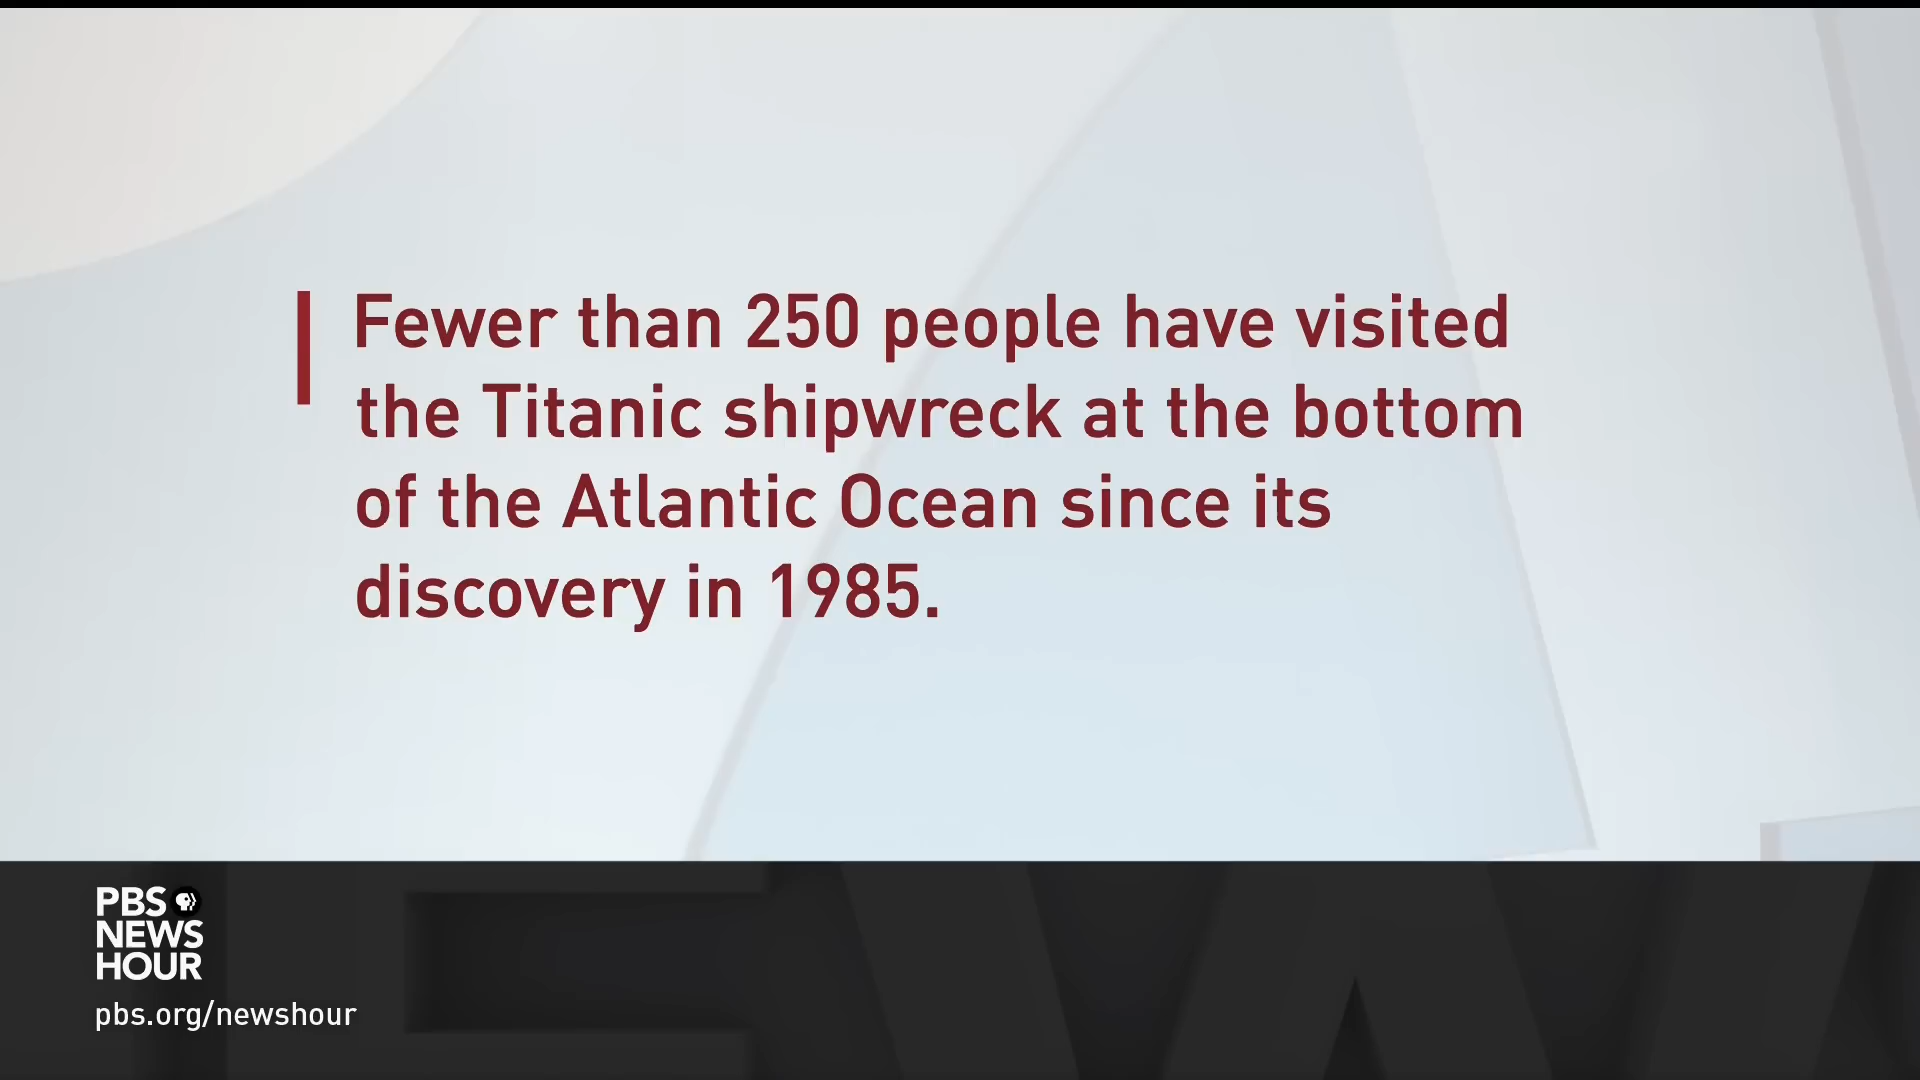 Fewer than 250 people have visited
the Titanic shipwreck at the bottom
of the Atlantic Ocean since its
discovery in 1985.
PBS
NEWS
HOUR
pbs.org/newshour